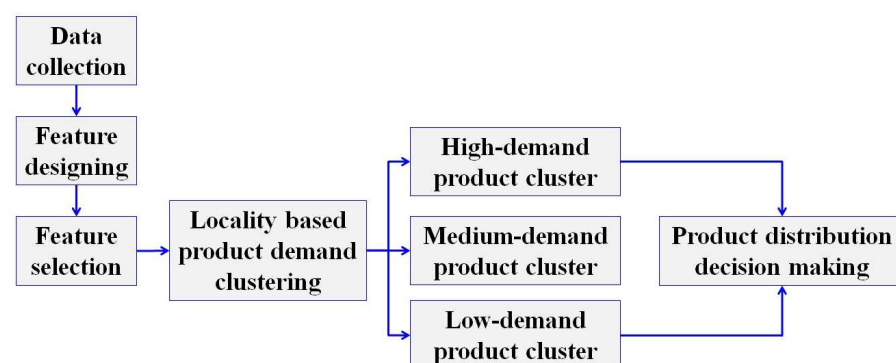 Data
collection
Feature
designing
Feature
selection
Locality based
product demand
clustering
High-demand
product cluster
Medium-demand
product cluster
Low-demand
product cluster
Product distribution
decision making